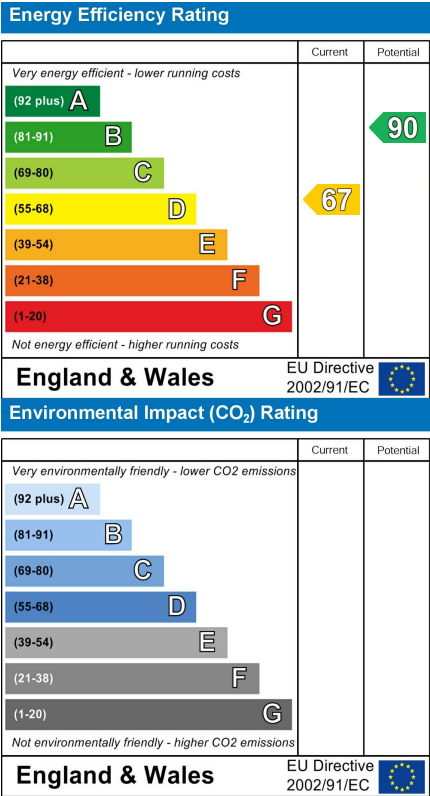 Energy Efficiency Rating
Current Potential
Very energy efficient - lower running costs
(92 plus) A
(81-91) B
90
(69-80) C
(55-68) D
67
(39-54) E
(21-38) F
(1-20) G
Not energy efficient - higher running costs
England & Wales
EU Directive
2002/91/EC
Environmental Impact (CO₂) Rating
Current Potential
Very environmentally friendly - lower CO2 emissions
(92 plus) A
(81-91) B
(69-80) C
(55-68) D
(39-54) E
(21-38) F
(1-20) G
Not environmentally friendly - higher CO2 emissions
England & Wales
EU Directive
2002/91/EC